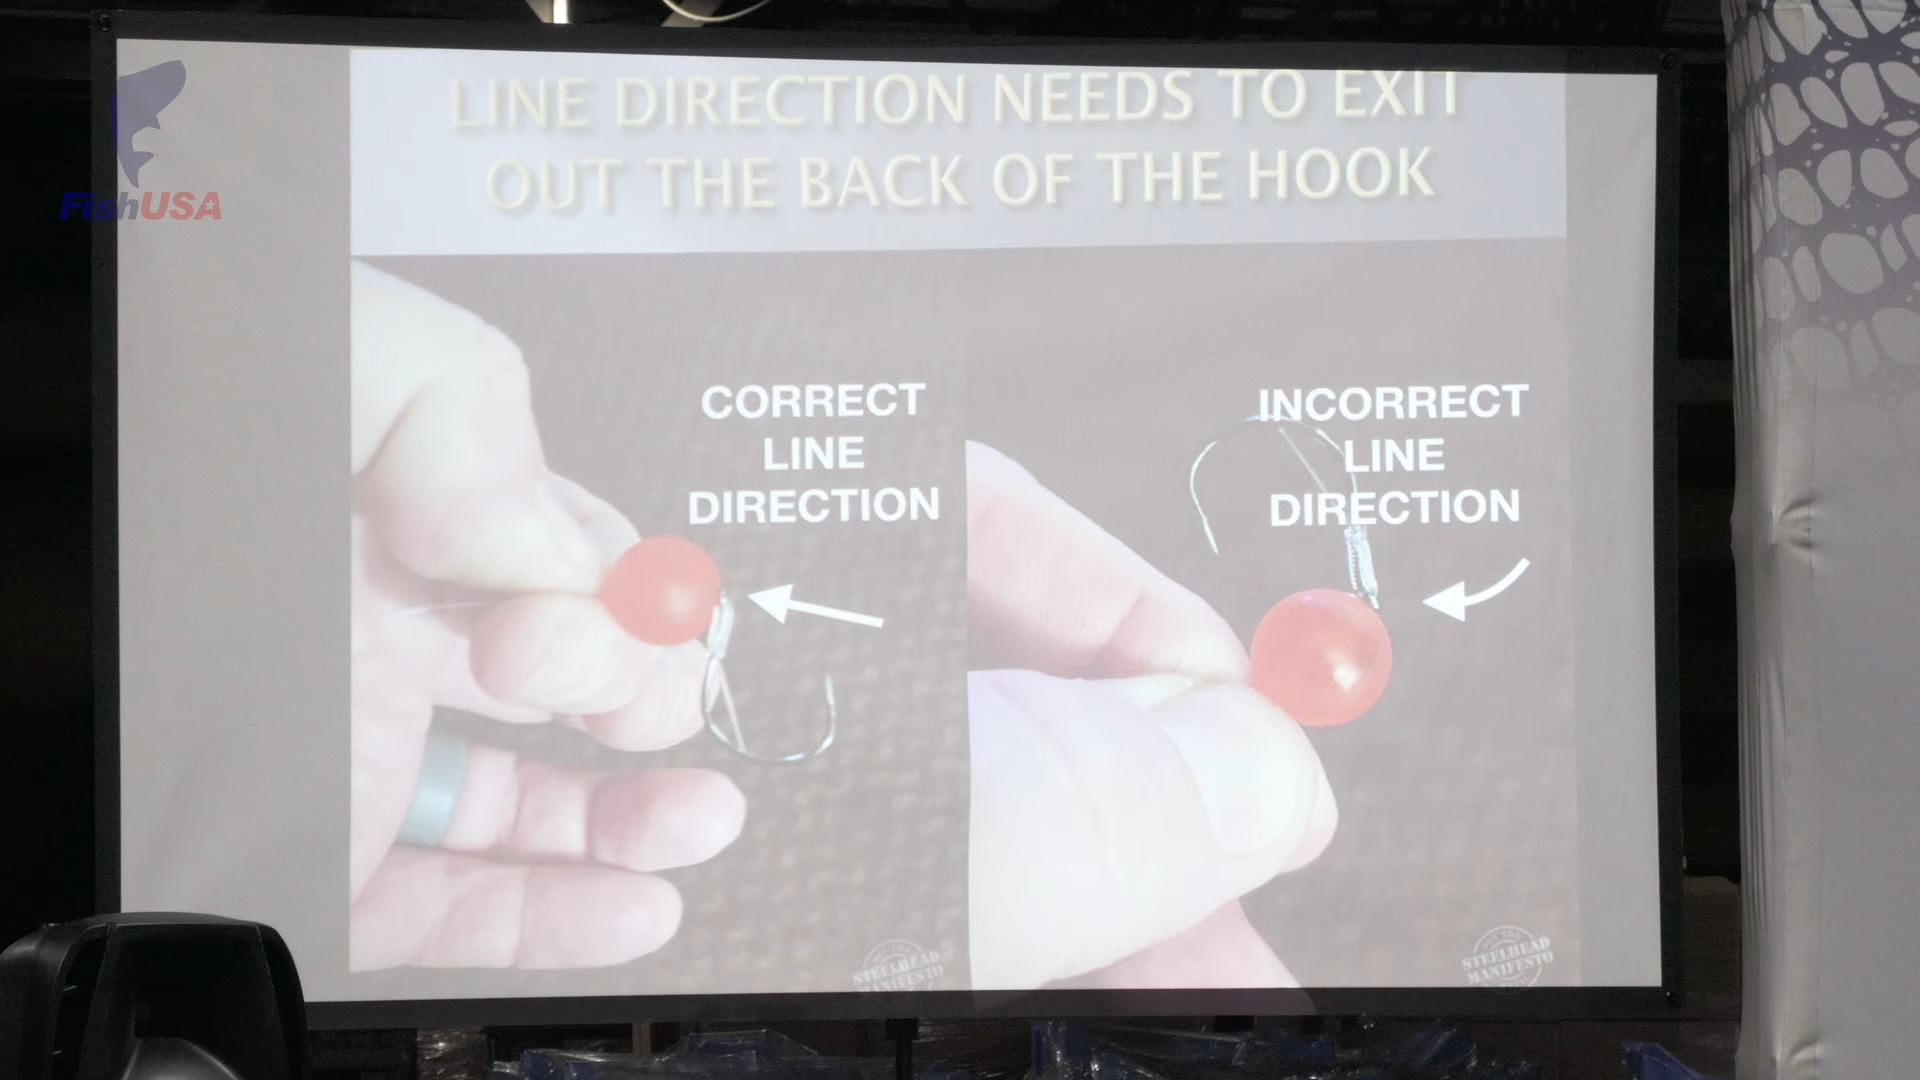 LINE DIRECTION NEEDS TO EXIT
OUT THE BACK OF THE HOOK
FishUSA
CORRECT
LINE
DIRECTION
INCORRECT
LINE
DIRECTION
STEELHEAD
MANIFESTO
STEELHEAD
MANIFESTO